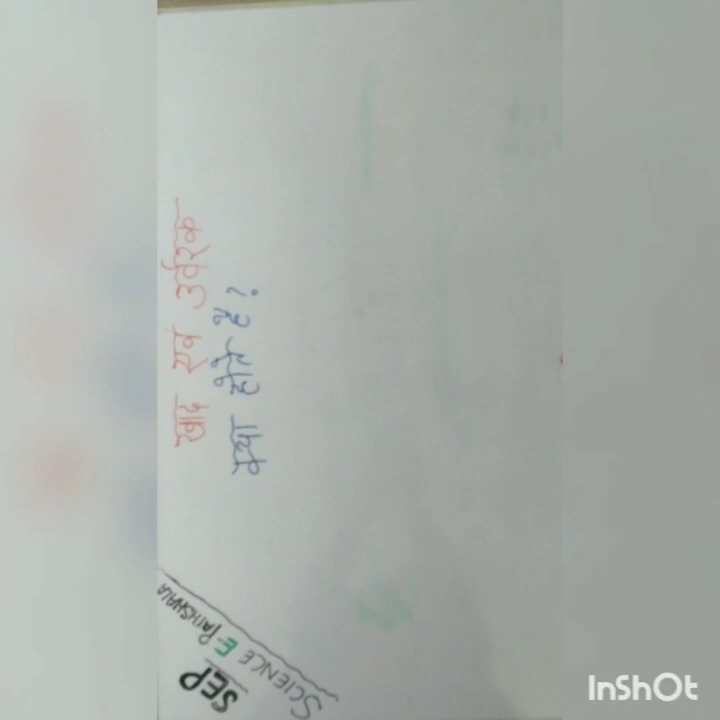 खाद एवं उर्वरक
क्या होते हैं?
SEP
SCIENCE E-PATHSHALA
InShOt